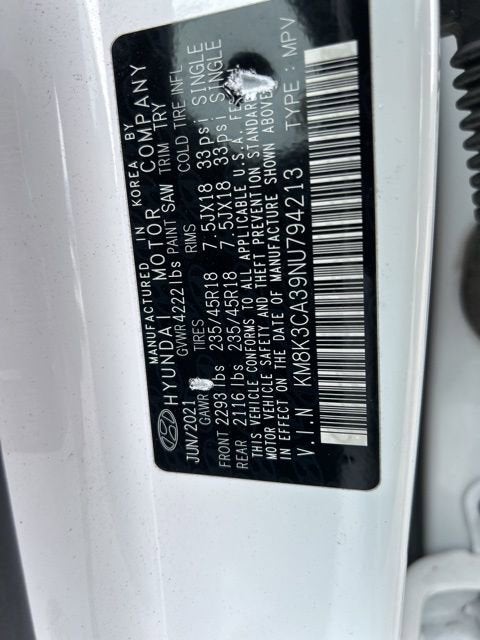 MANUFACTURED IN KOREA BY
HYUNDAI MOTOR COMPANY
JUN/2021 GVWR 4222lbs PAINT SAW TRIM TRY
GAWR TIRES RIMS COLD TIRE INFL
FRONT 2293 lbs 235/45R18 7.5JX18 33psi SINGLE
REAR 2116 lbs 235/45R18 7.5JX18 33psi SINGLE
THIS VEHICLE CONFORMS TO ALL APPLICABLE U.S.A. FE
MOTOR VEHICLE SAFETY AND THEFT PREVENTION STANDARD
IN EFFECT ON THE DATE OF MANUFACTURE SHOWN ABOVE
V.I.N KM8K3CA39NU794213 TYPE : MPV